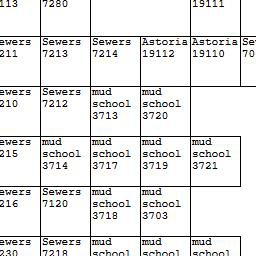 113 7280 19111
ewers Sewers Sewers Astoria Astoria Sew
211 7213 7214 19112 19110 70
ewers Sewers mud mud
210 7212 school school
3713 3720
ewers mud mud mud mud
215 school school school school
3714 3717 3719 3721
ewers Sewers mud mud
216 7120 school school
3718 3703
ewers Sewers mud mud mud
230 7218 school school school